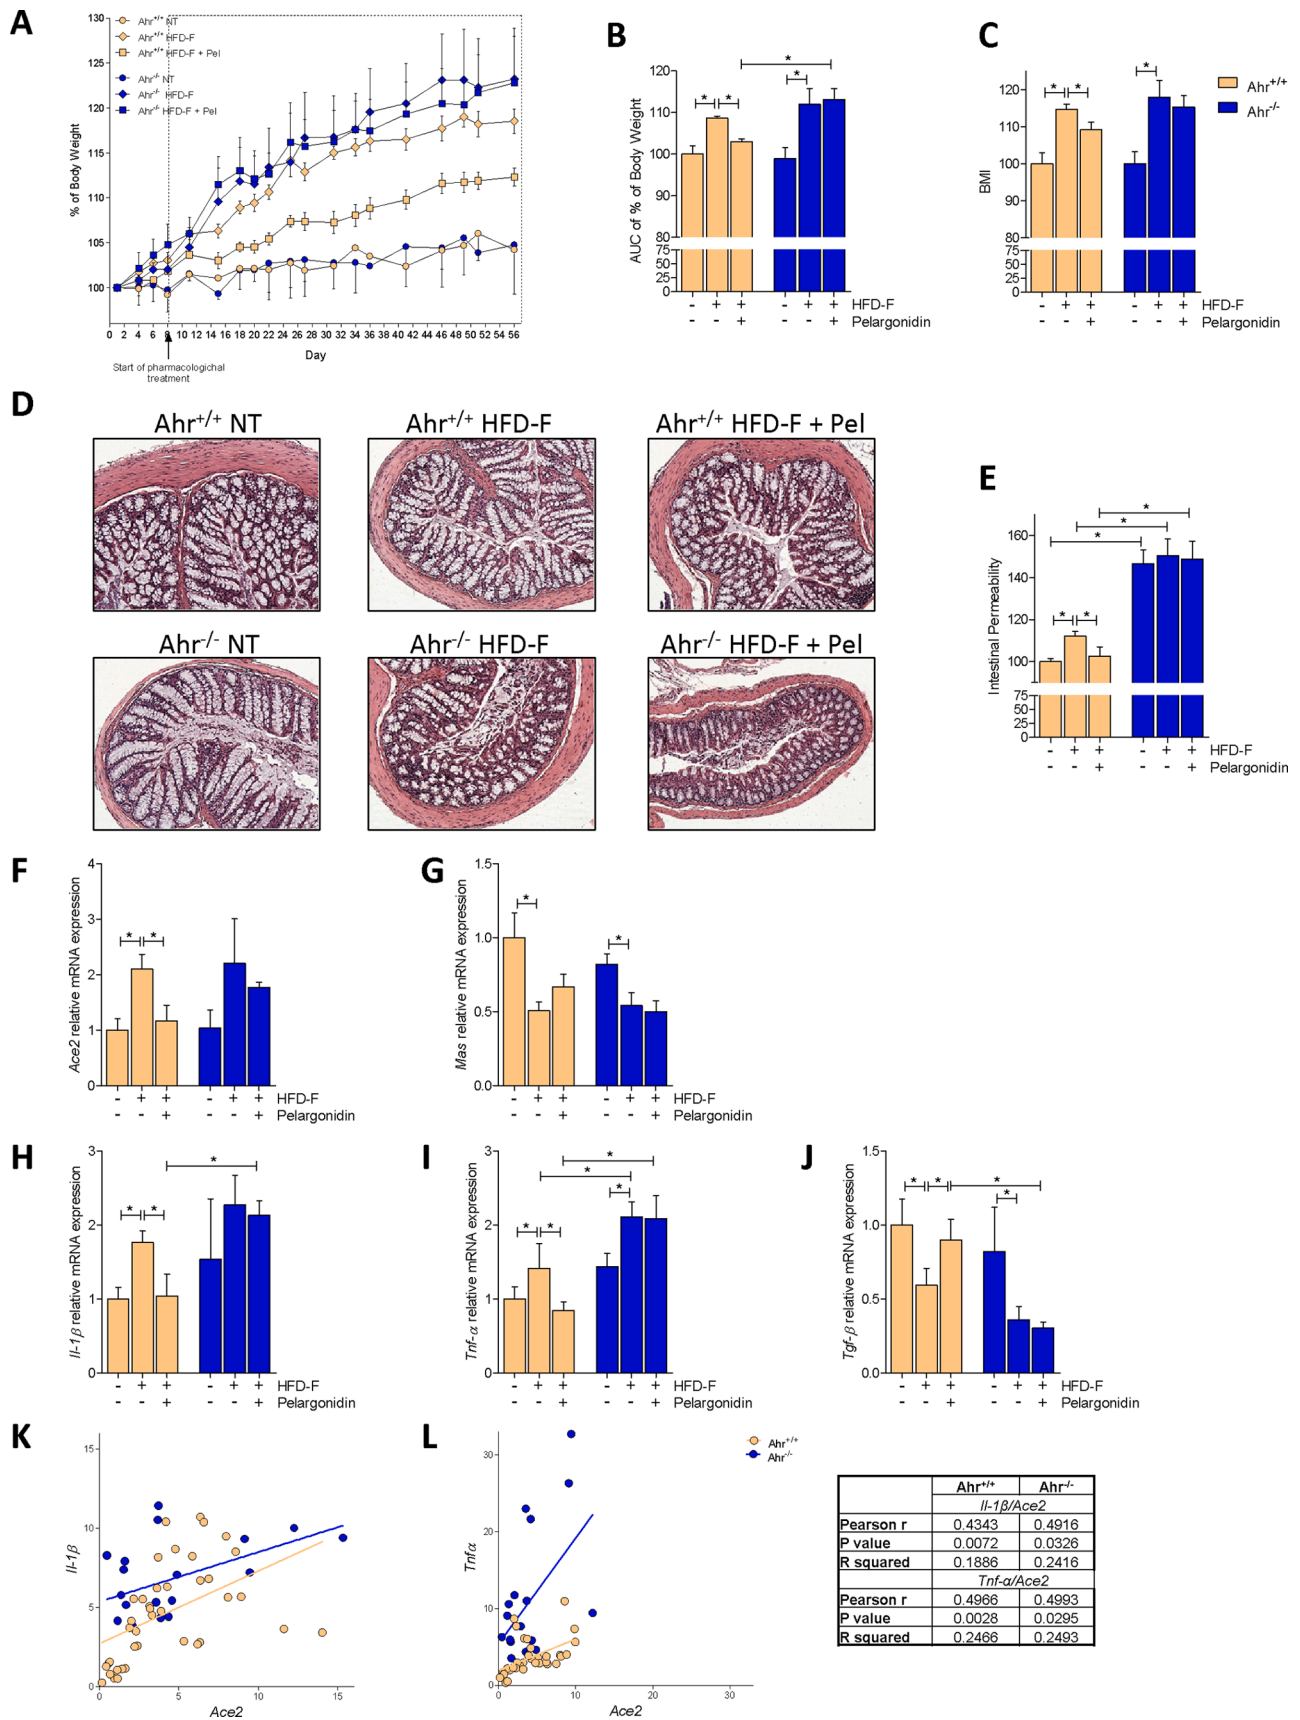 A
% of Body Weight
130
125
120
115
110
105
100
Ahr+/+ NT
Ahr+/+ HFD-F
Ahr+/+ HFD-F + Pel
Ahr-/- NT
Ahr-/- HFD-F
Ahr-/- HFD-F + Pel
0 2 4 6 8 10 12 14 16 18 20 22 24 26 28 30 32 34 36 38 40 42 44 46 48 50 52 54 56
Day
Start of pharmacologichal
treatment
B
AUC of % of Body Weight
120
110
100
90
80
75
50
25
0
* * * *
- + + - + + HFD-F
- - + - - + Pelargonidin
C
BMI
120
110
100
90
80
75
50
25
0
* * *
- + + - + + HFD-F
- - + - - + Pelargonidin
Ahr+/+
Ahr-/-
D
Ahr+/+ NT
Ahr+/+ HFD-F
Ahr+/+ HFD-F + Pel
Ahr-/- NT
Ahr-/- HFD-F
Ahr-/- HFD-F + Pel
E
Intestinal Permeability
160
140
120
100
75
50
25
0
* * * * *
- + + - + + HFD-F
- - + - - + Pelargonidin
F
Ace2 relative mRNA expression
4
3
2
1
0
* *
- + + - + + HFD-F
- - + - - + Pelargonidin
G
Mas relative mRNA expression
1.5
1.0
0.5
0.0
* *
- + + - + + HFD-F
- - + - - + Pelargonidin
H
Il-1β relative mRNA expression
3
2
1
0
* * *
- + + - + + HFD-F
- - + - - + Pelargonidin
I
Tnf-α relative mRNA expression
3
2
1
0
* * * * *
- + + - + + HFD-F
- - + - - + Pelargonidin
J
Tgf-β relative mRNA expression
1.5
1.0
0.5
0.0
* * * *
- + + - + + HFD-F
- - + - - + Pelargonidin
K
Il-1β
15
10
5
0
0 5 10 15
Ace2
L
Tnfα
30
20
10
0
0 10 20 30
Ace2
Ahr+/+
Ahr-/-
Ahr+/+ Ahr-/-
Il-1β/Ace2
Pearson r 0.4343 0.4916
P value 0.0072 0.0326
R squared 0.1886 0.2416
Tnf-α/Ace2
Pearson r 0.4966 0.4993
P value 0.0028 0.0295
R squared 0.2466 0.2493